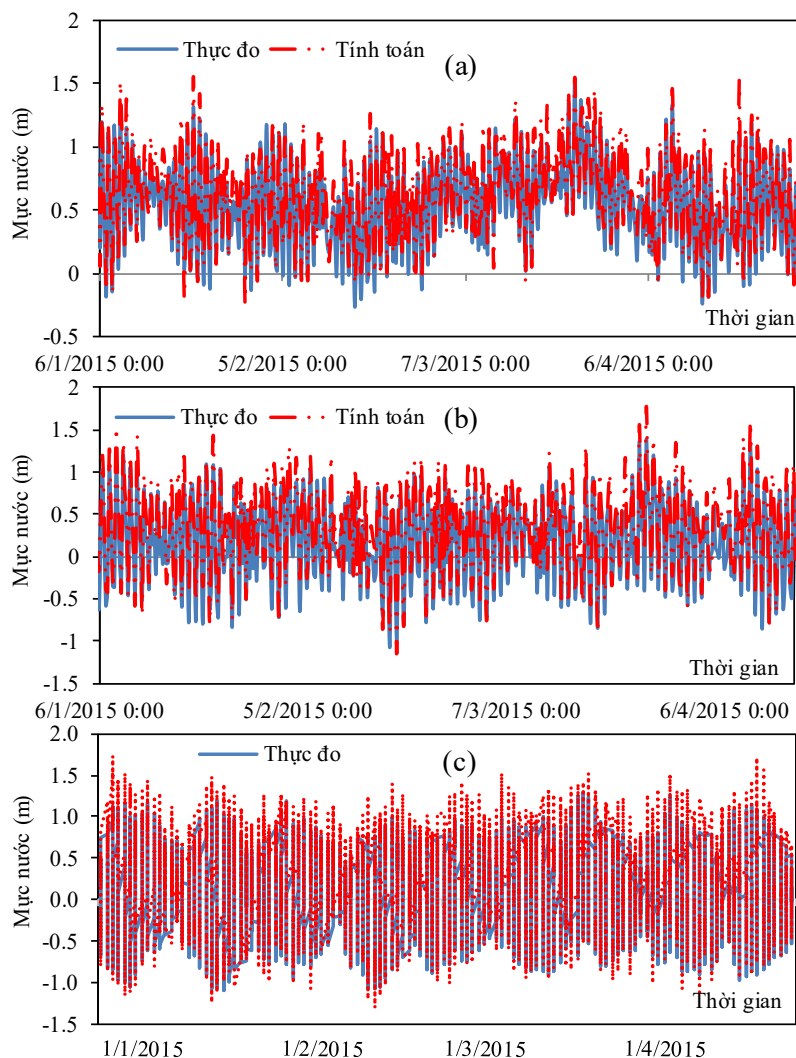 2
Thực đo Tính toán
(a)
1.5
1
0.5
0
-0.5
Mực nước (m)
Thời gian
6/1/2015 0:00 5/2/2015 0:00 7/3/2015 0:00 6/4/2015 0:00
2
Thực đo Tính toán
(b)
1.5
1
0.5
0
-0.5
-1
-1.5
Mực nước (m)
Thời gian
6/1/2015 0:00 5/2/2015 0:00 7/3/2015 0:00 6/4/2015 0:00
2.0
Thực đo
(c)
1.5
1.0
0.5
0.0
-0.5
-1.0
-1.5
Mực nước (m)
Thời gian
1/1/2015 1/2/2015 1/3/2015 1/4/2015